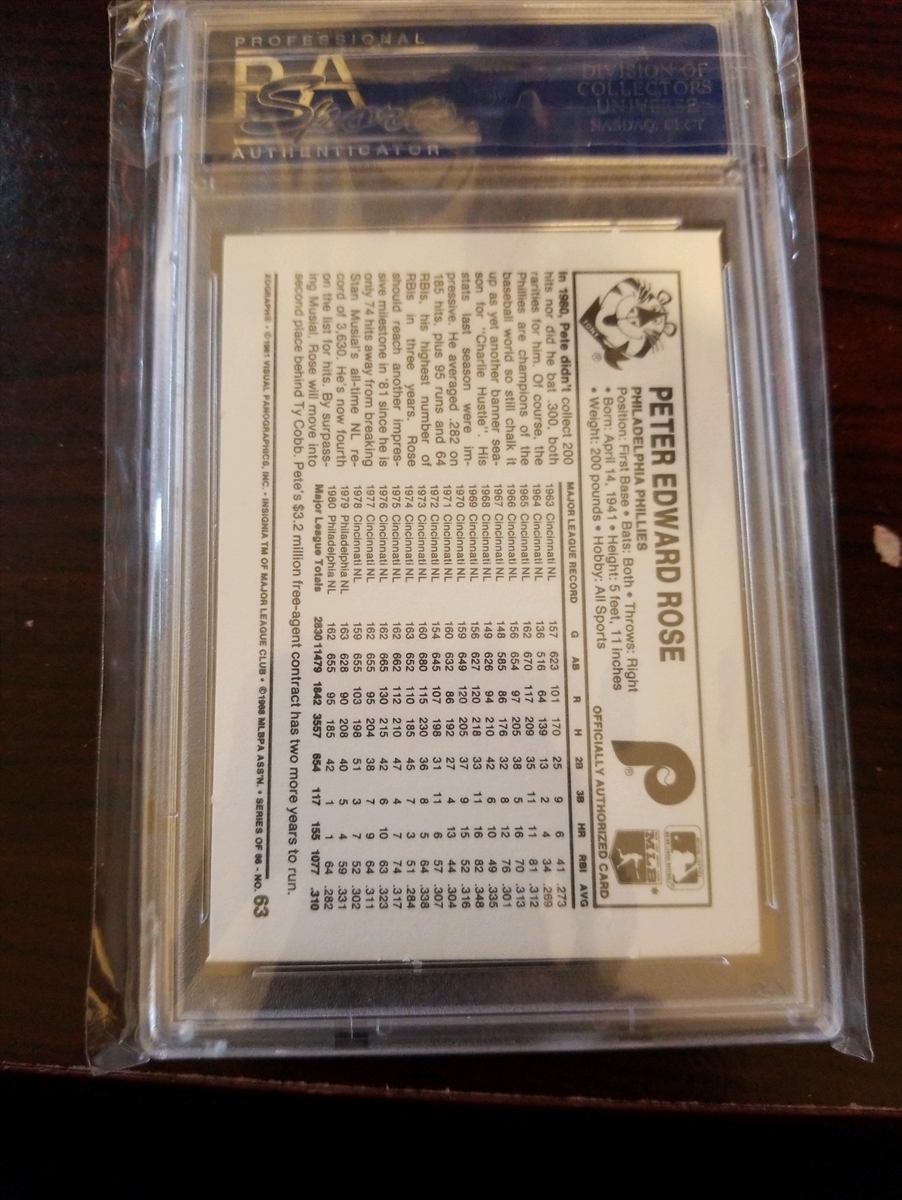 PROFESSIONAL
PSA
Sports
AUTHENTICATOR
DIVISION OF
COLLECTORS
UNIVERSE
NASDAQ: CLCT
TONY
®
PETER EDWARD ROSE
PHILADELPHIA PHILLIES
Position: First Base • Bats: Both • Throws: Right
• Born: April 14, 1941 • Height: 5 feet, 11 inches
• Weight: 200 pounds • Hobby: All Sports
P
®
MLB
OFFICIALLY AUTHORIZED CARD
In 1980, Pete didn't collect 200
hits nor did he bat .300, both
rarities for him. Of course, the
Phillies are champions of the
baseball world so still chalk it
up as yet another banner sea-
son for "Charlie Hustle". His
stats last season were im-
pressive. He averaged .282 on
185 hits, plus 95 runs and 64
RBIs, his highest number of
RBIs in three years. Rose
should reach another impres-
sive milestone in '81 since he is
only 74 hits away from breaking
Stan Musial's all-time NL re-
cord of 3,630. He's now fourth
on the list for hits. By surpass-
ing Musial, Rose will move into
second place behind Ty Cobb. Pete's $3.2 million free-agent contract has two more years to run.
MAJOR LEAGUE RECORD G AB R H 2B 3B HR RBI AVG
1963 Cincinnati NL 157 623 101 170 25 9 6 41 .273
1964 Cincinnati NL 136 516 64 139 13 2 4 34 .269
1965 Cincinnati NL 162 670 117 209 35 11 11 81 .312
1966 Cincinnati NL 156 654 97 205 38 5 16 70 .313
1967 Cincinnati NL 148 585 86 176 32 8 12 76 .301
1968 Cincinnati NL 149 626 94 210 42 6 10 49 .335
1969 Cincinnati NL 156 627 120 218 33 11 16 82 .348
1970 Cincinnati NL 159 649 120 205 37 9 15 52 .316
1971 Cincinnati NL 160 632 86 192 27 4 13 44 .304
1972 Cincinnati NL 154 645 107 198 31 11 6 57 .307
1973 Cincinnati NL 160 680 115 230 36 8 5 64 .338
1974 Cincinnati NL 163 652 110 185 45 7 3 51 .284
1975 Cincinnati NL 162 662 112 210 47 4 7 74 .317
1976 Cincinnati NL 162 665 130 215 42 6 10 63 .323
1977 Cincinnati NL 162 655 95 204 38 7 9 64 .311
1978 Cincinnati NL 159 655 103 198 51 3 7 52 .302
1979 Philadelphia NL 163 628 90 208 40 5 4 59 .331
1980 Philadelphia NL 162 655 95 185 42 1 1 64 .282
Major League Totals 2830 11479 1842 3557 654 117 155 1077 .310
XOGRAPH® • ©1981 VISUAL PANOGRAPHICS, INC. • INSIGNIA TM OF MAJOR LEAGUE CLUB • ©1968 MLBPA ASS'N. • SERIES OF 66 - NO. 63